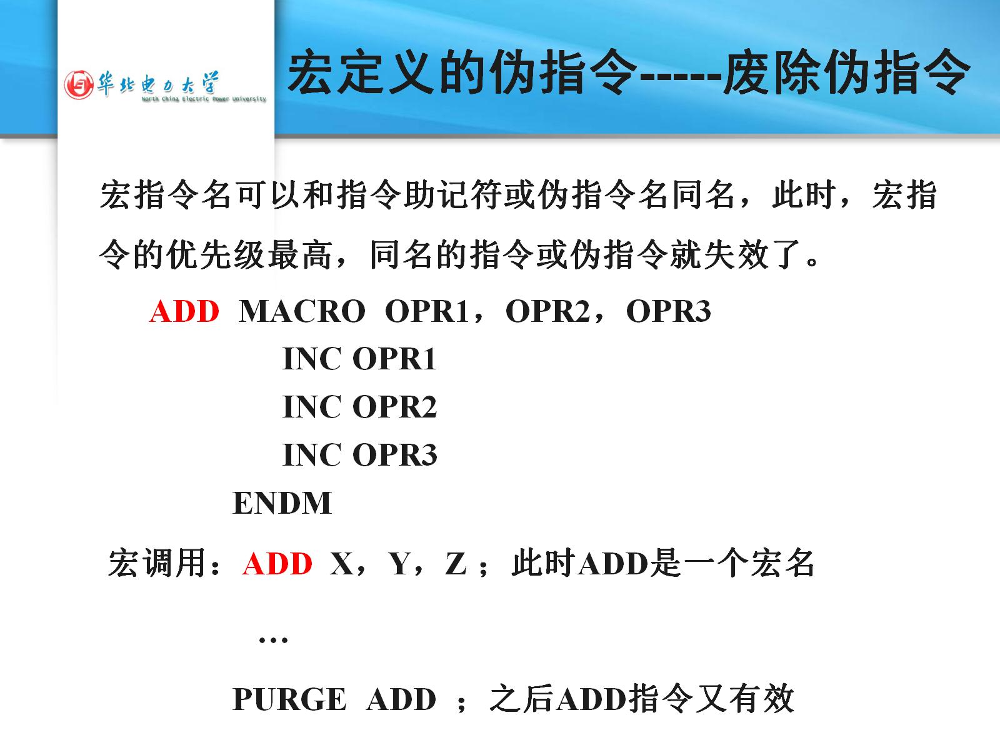 宏定义的伪指令-----废除伪指令
华北电力大学
North China Electric Power University
宏指令名可以和指令助记符或伪指令名同名，此时，宏指
令的优先级最高，同名的指令或伪指令就失效了。
ADD MACRO OPR1，OPR2，OPR3
INC OPR1
INC OPR2
INC OPR3
ENDM
宏调用：ADD X，Y，Z ；此时ADD是一个宏名
…
PURGE ADD ；之后ADD指令又有效